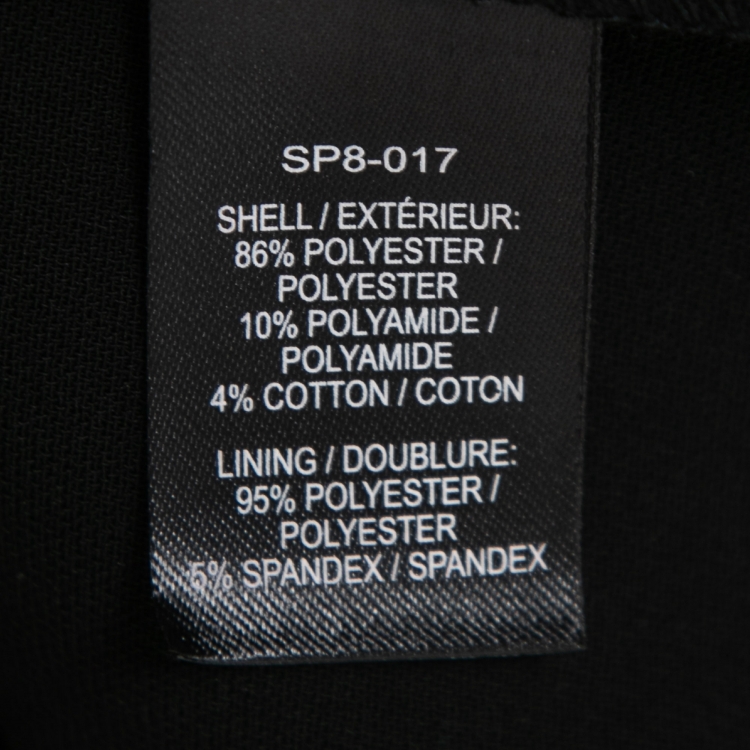 SP8-017
SHELL / EXTÉRIEUR:
86% POLYESTER /
POLYESTER
10% POLYAMIDE /
POLYAMIDE
4% COTTON / COTON
LINING / DOUBLURE:
95% POLYESTER /
POLYESTER
5% SPANDEX / SPANDEX